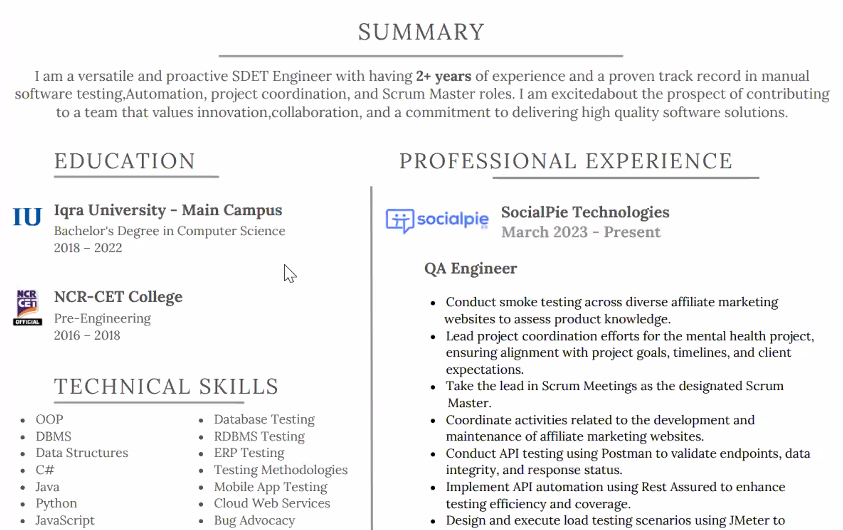 SUMMARY
I am a versatile and proactive SDET Engineer with having 2+ years of experience and a proven track record in manual
software testing,Automation, project coordination, and Scrum Master roles. I am excitedabout the prospect of contributing
to a team that values innovation,collaboration, and a commitment to delivering high quality software solutions.
EDUCATION
IU
Iqra University - Main Campus
Bachelor's Degree in Computer Science
2018 – 2022
NCR
CET
OFFICIAL
NCR-CET College
Pre-Engineering
2016 – 2018
TECHNICAL SKILLS
• OOP
• DBMS
• Data Structures
• C#
• Java
• Python
• JavaScript
• Database Testing
• RDBMS Testing
• ERP Testing
• Testing Methodologies
• Mobile App Testing
• Cloud Web Services
• Bug Advocacy
PROFESSIONAL EXPERIENCE
socialpie
SocialPie Technologies
March 2023 - Present
QA Engineer
• Conduct smoke testing across diverse affiliate marketing
websites to assess product knowledge.
• Lead project coordination efforts for the mental health project,
ensuring alignment with project goals, timelines, and client
expectations.
• Take the lead in Scrum Meetings as the designated Scrum
Master.
• Coordinate activities related to the development and
maintenance of affiliate marketing websites.
• Conduct API testing using Postman to validate endpoints, data
integrity, and response status.
• Implement API automation using Rest Assured to enhance
testing efficiency and coverage.
• Design and execute load testing scenarios using JMeter to